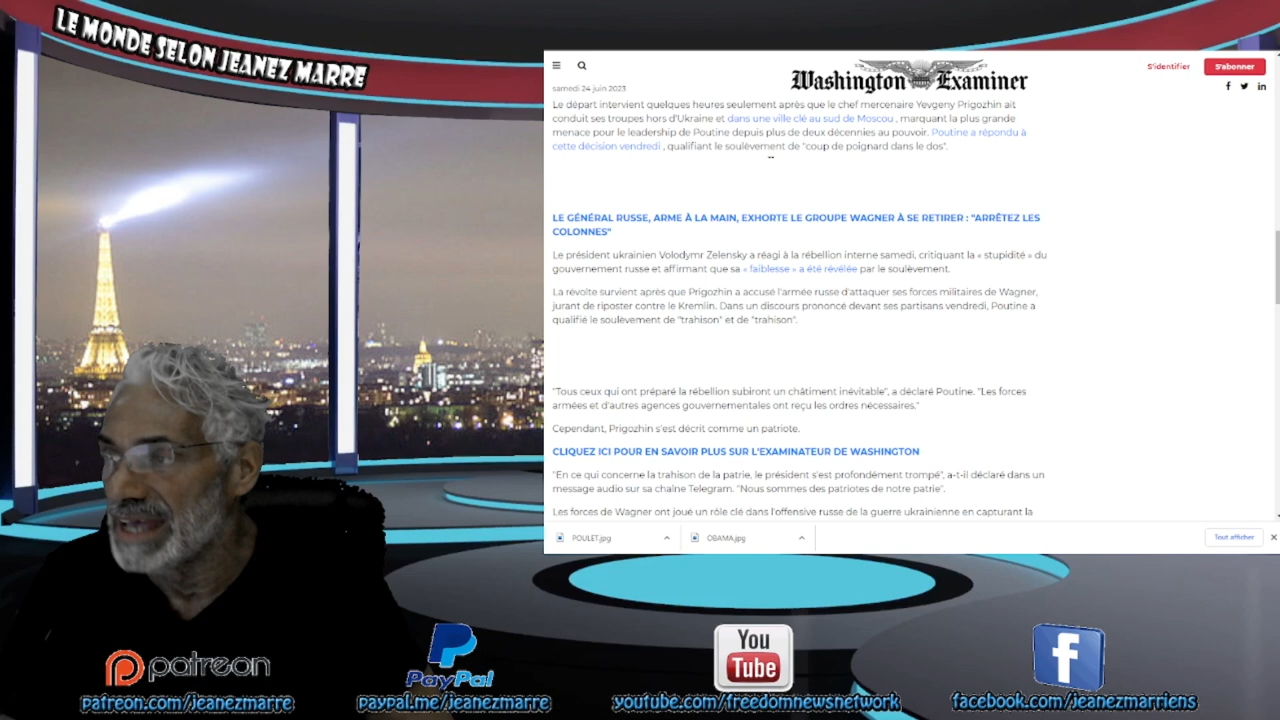 LE MONDE SELON JEANEZ MARRE
Washington Examiner
S'identifier
S'abonner
samedi 24 juin 2023
Le départ intervient quelques heures seulement après que le chef mercenaire Yevgeny Prigozhin ait
conduit ses troupes hors d'Ukraine et dans une ville clé au sud de Moscou , marquant la plus grande
menace pour le leadership de Poutine depuis plus de deux décennies au pouvoir. Poutine a répondu à
cette décision vendredi , qualifiant le soulèvement de "coup de poignard dans le dos".
LE GÉNÉRAL RUSSE, ARME À LA MAIN, EXHORTE LE GROUPE WAGNER À SE RETIRER : "ARRÊTEZ LES
COLONNES"
Le président ukrainien Volodymr Zelensky a réagi à la rébellion interne samedi, critiquant la « stupidité » du
gouvernement russe et affirmant que sa « faiblesse » a été révélée par le soulèvement.
La révolte survient après que Prigozhin a accusé l'armée russe d'attaquer ses forces militaires de Wagner,
jurant de riposter contre le Kremlin. Dans un discours prononcé devant ses partisans vendredi, Poutine a
qualifié le soulèvement de "trahison" et de "trahison".
"Tous ceux qui ont préparé la rébellion subiront un châtiment inévitable", a déclaré Poutine. "Les forces
armées et d'autres agences gouvernementales ont reçu les ordres nécessaires."
Cependant, Prigozhin s'est décrit comme un patriote.
CLIQUEZ ICI POUR EN SAVOIR PLUS SUR L'EXAMINATEUR DE WASHINGTON
"En ce qui concerne la trahison de la patrie, le président s'est profondément trompé", a-t-il déclaré dans un
message audio sur sa chaîne Telegram. "Nous sommes des patriotes de notre patrie".
Les forces de Wagner ont joué un rôle clé dans l'offensive russe de la guerre ukrainienne en capturant la
POULET.jpg
OBAMA.jpg
Tout afficher
patreon
PayPal
You
Tube
f
patreon.com/jeanezmarre
paypal.me/jeanezmarre
youtube.com/freedomnewsnetwork
facebook.com/jeanezmarriens